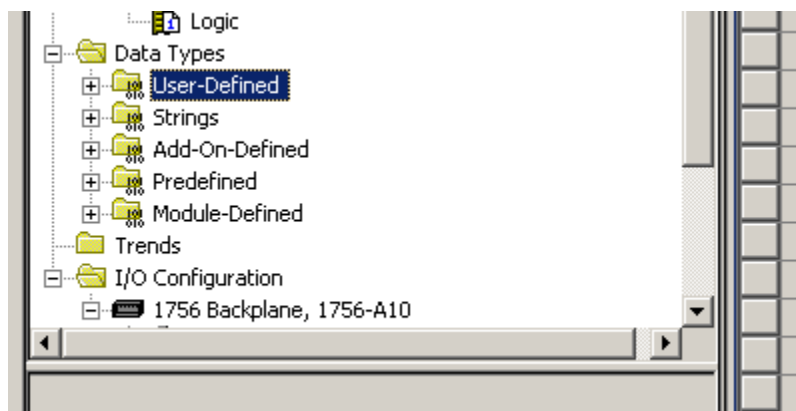 Logic
Data Types
User-Defined
Strings
Add-On-Defined
Predefined
Module-Defined
Trends
I/O Configuration
1756 Backplane, 1756-A10